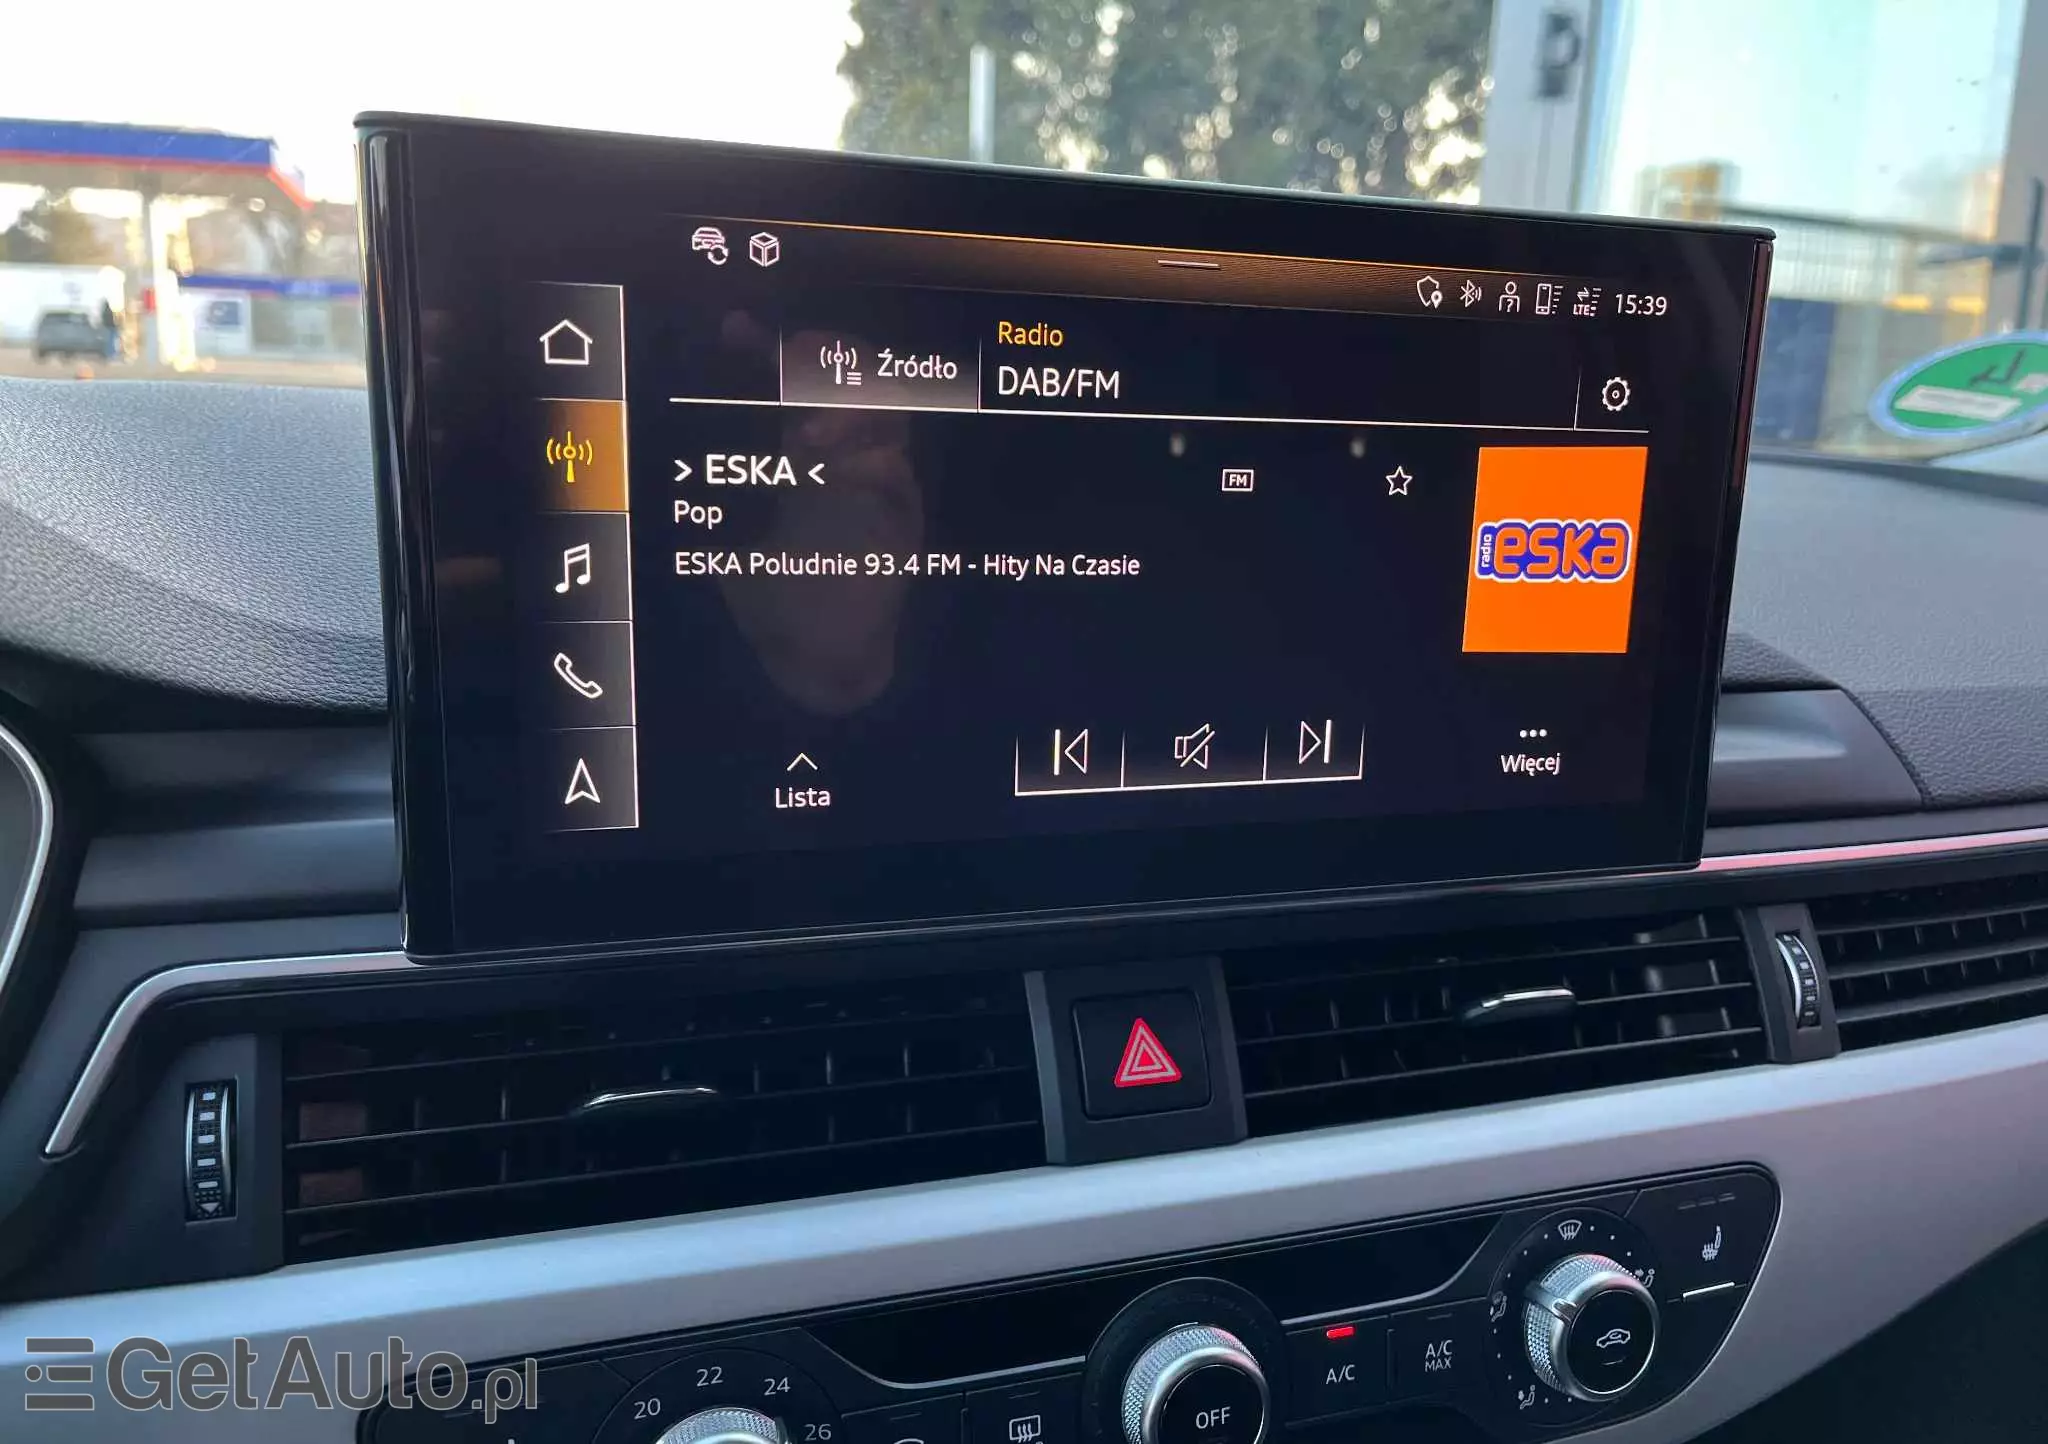 LTE 15:39
Źródło
Radio
DAB/FM
> ESKA <
FM
Pop
ESKA Poludnie 93.4 FM - Hity Na Czasie
radio
eska
Lista
Więcej
20 22 24 26
OFF
A/C
A/C
MAX
GetAuto.pl